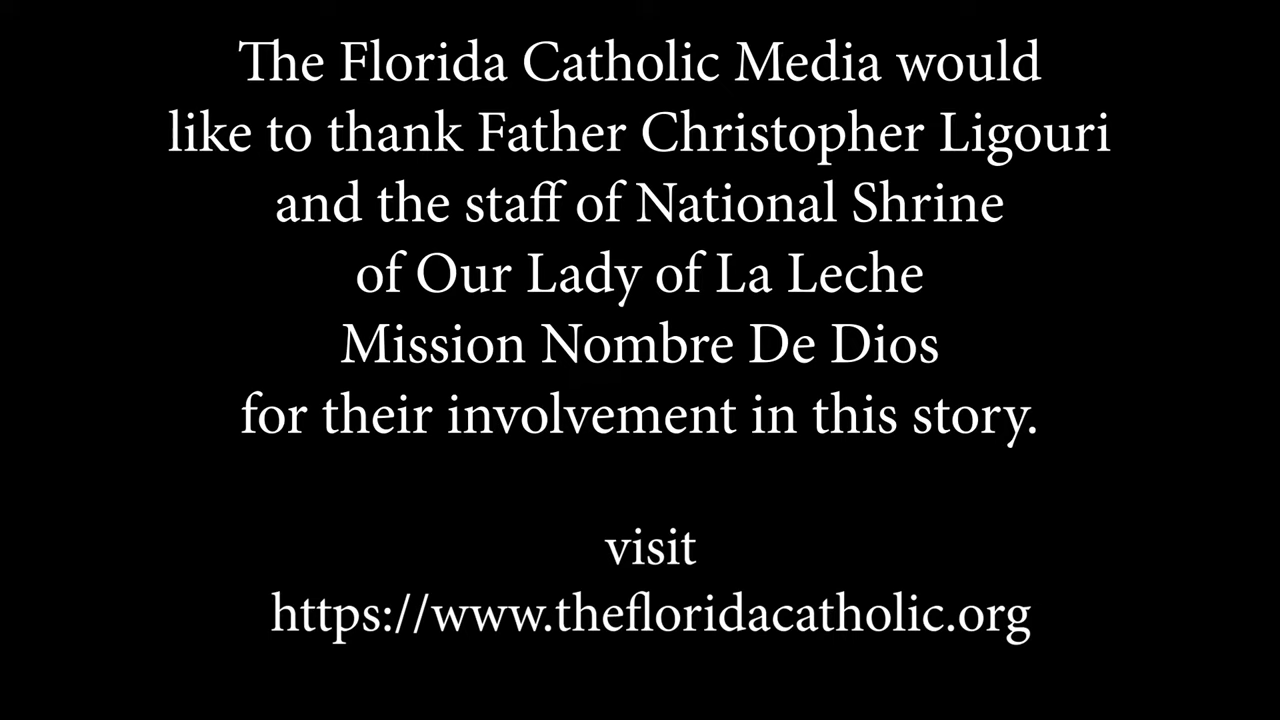 The Florida Catholic Media would
like to thank Father Christopher Ligouri
and the staff of National Shrine
of Our Lady of La Leche
Mission Nombre De Dios
for their involvement in this story.
visit
https://www.thefloridacatholic.org